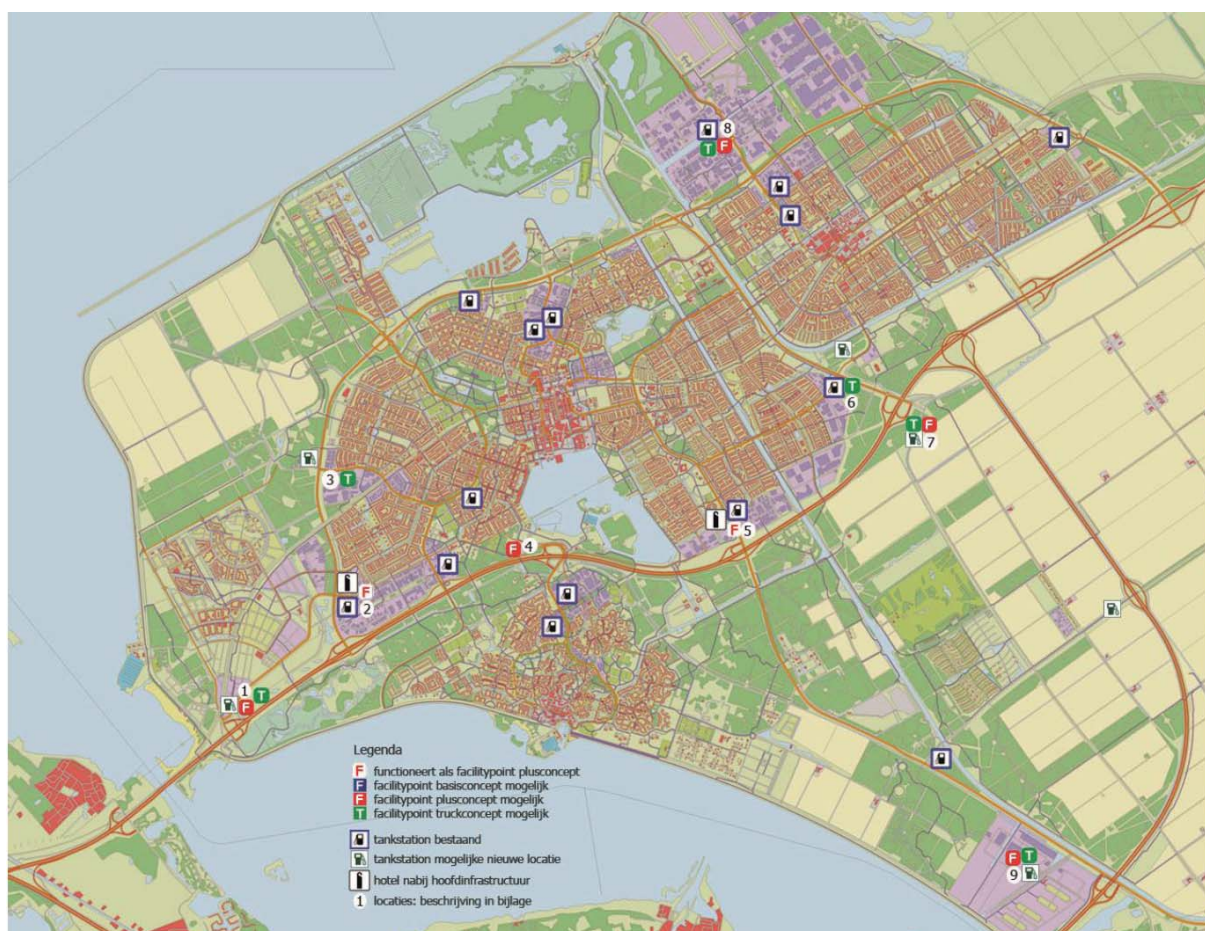 8
T F
T
6
T F
7
3 T
F 4
F 5
F
2
1 T
F
Legenda
F functioneert als facilitypoint plusconcept
F facilitypoint basisconcept mogelijk
F facilitypoint plusconcept mogelijk
T facilitypoint truckconcept mogelijk
tankstation bestaand
tankstation mogelijke nieuwe locatie
hotel nabij hoofdinfrastructuur
1 locaties: beschrijving in bijlage
F T
9